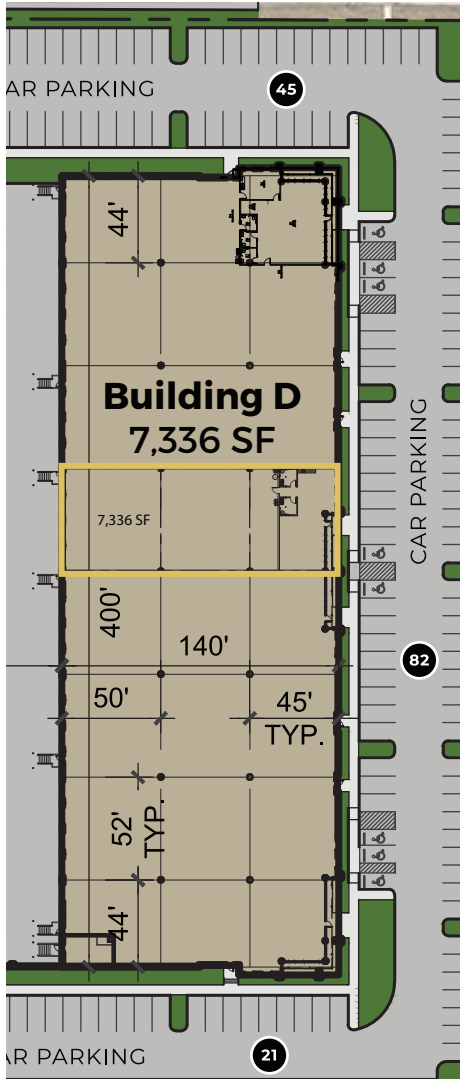 AR PARKING
45
44'
Building D
7,336 SF
7,336 SF
CAR PARKING
400'
140'
82
50'
45'
TYP.
52'
TYP.
44'
AR PARKING
21